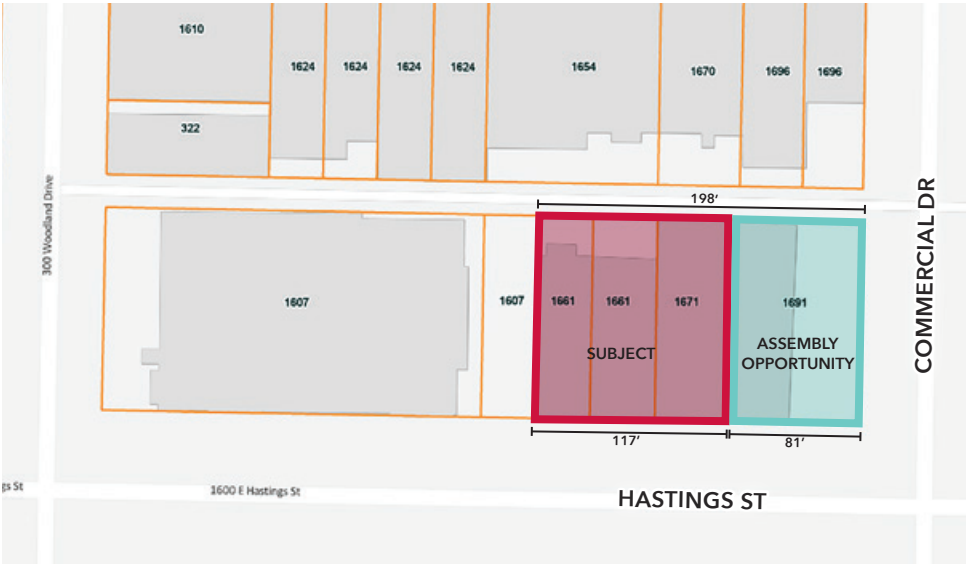 1610
1624
1624
1624
1624
1654
1670
1696
1696
322
300 Woodland Drive
198'
COMMERCIAL DR
1607
1607
1661
1661
1671
1691
SUBJECT
ASSEMBLY
OPPORTUNITY
117'
81'
gs St
1600 E Hastings St
HASTINGS ST